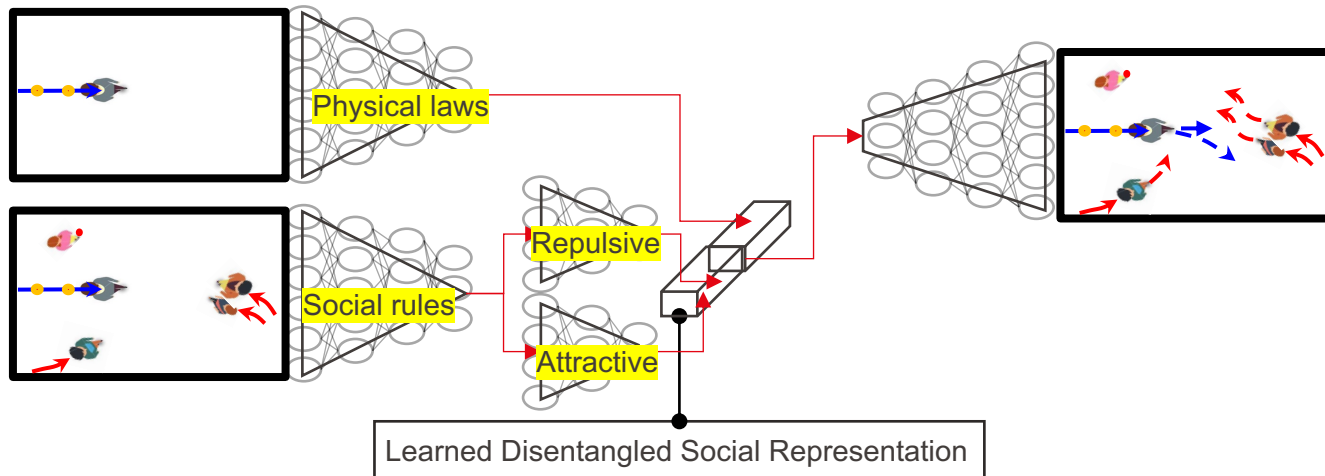 Physical laws
Repulsive
Social rules
Attractive
Learned Disentangled Social Representation